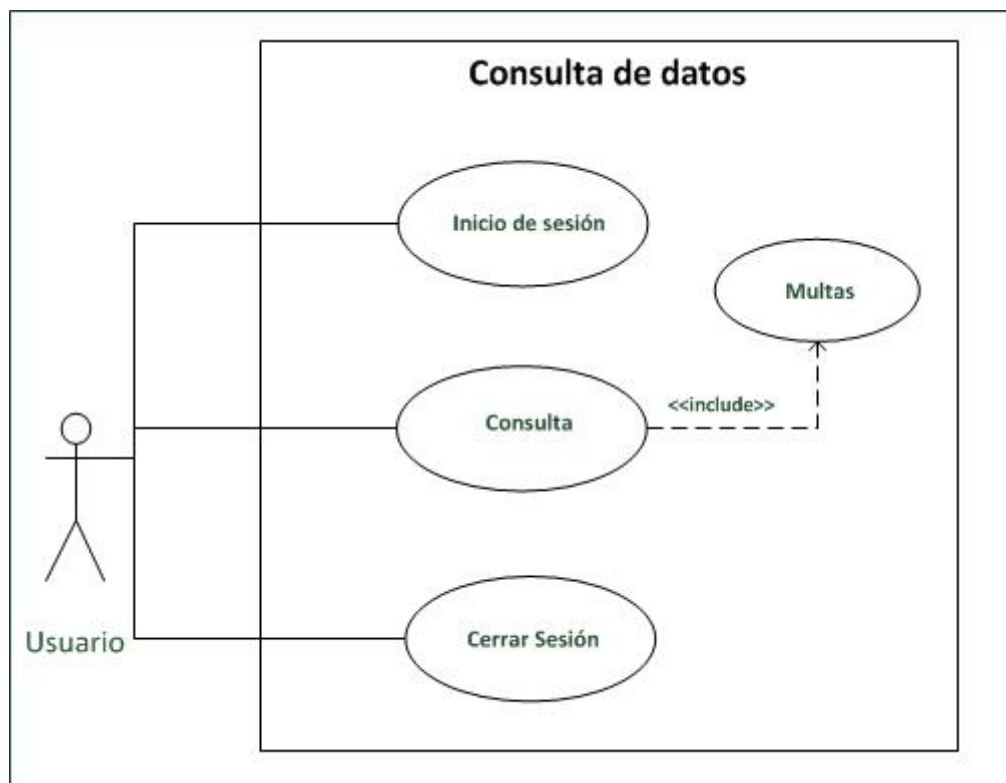 Consulta de datos
Inicio de sesión
Multas
<<include>>
Consulta
Cerrar Sesión
Usuario